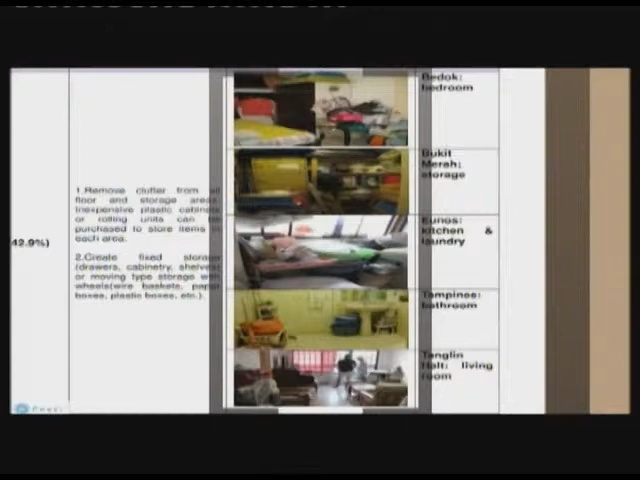 42.9%)
1.Remove clutter from all
floor and storage areas.
Inexpensive plastic cabinets
or rolling units can be
purchased to store items in
each area.
2.Create fixed storage
(drawers, cabinetry, shelves)
or moving type storage with
wheels(wire baskets, paper
boxes, plastic boxes, etc.).
Bedok:
bedroom
Bukit
Merah:
storage
Eunos:
kitchen &
laundry
Tampines:
bathroom
Tanglin
Halt: living
room